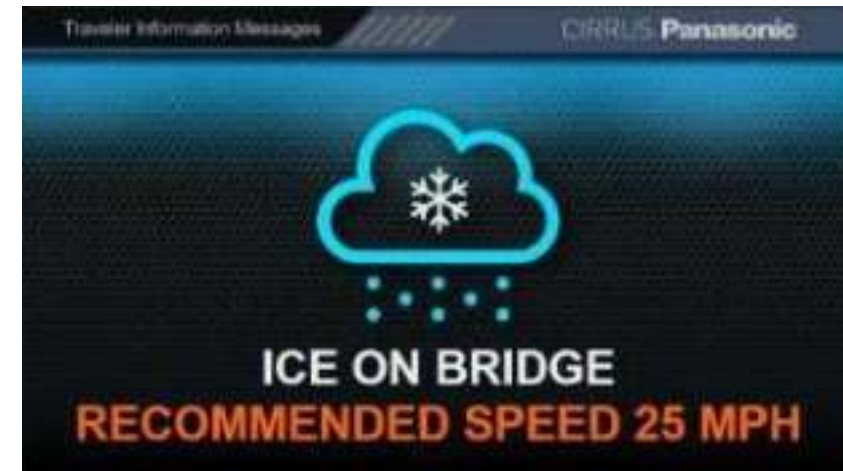 Traveler Information Messages
CIRRUS Panasonic
ICE ON BRIDGE
RECOMMENDED SPEED 25 MPH